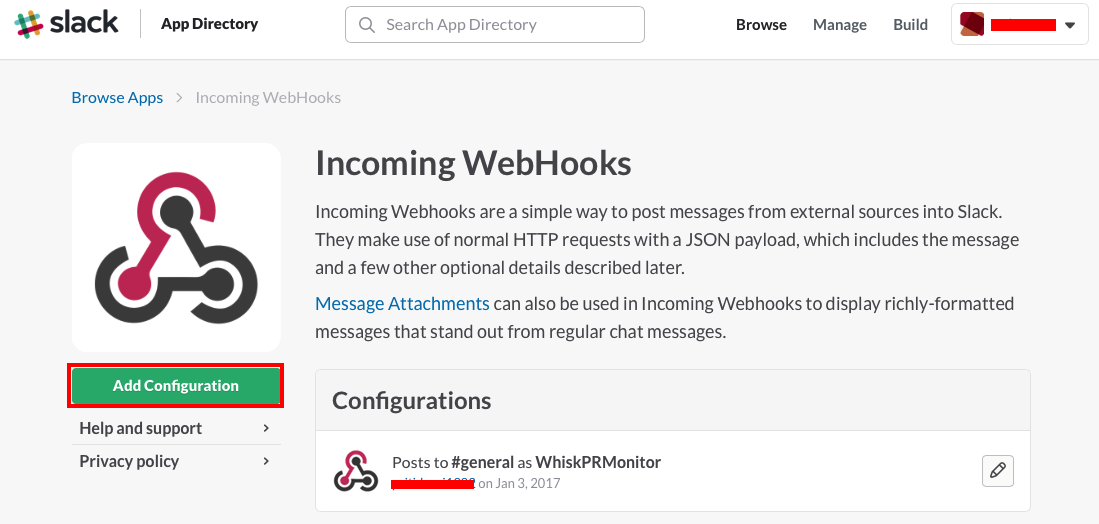 slack
App Directory
Search App Directory
Browse
Manage
Build
Browse Apps > Incoming WebHooks
Incoming WebHooks
Incoming Webhooks are a simple way to post messages from external sources into Slack.
They make use of normal HTTP requests with a JSON payload, which includes the message
and a few other optional details described later.
Message Attachments can also be used in Incoming Webhooks to display richly-formatted
messages that stand out from regular chat messages.
Add Configuration
Help and support
Privacy policy
Configurations
Posts to #general as WhiskPRMonitor
on Jan 3, 2017